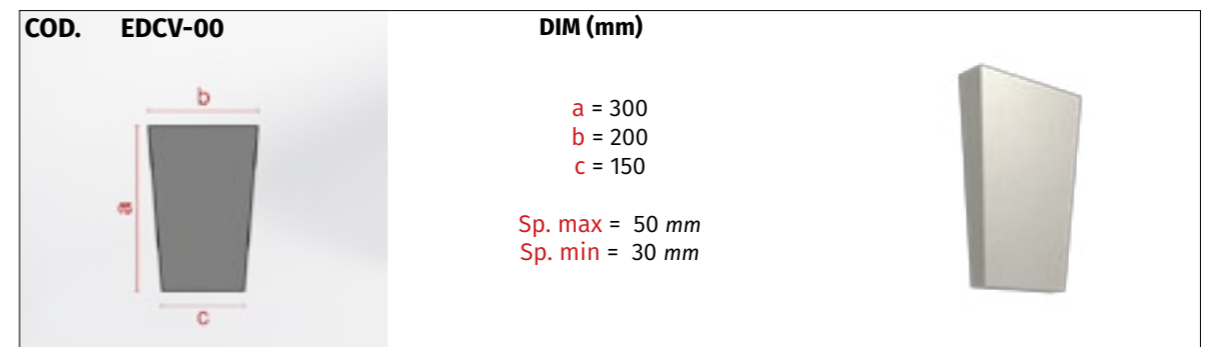 COD. EDCV-00
DIM (mm)
b
a
c
a = 300
b = 200
c = 150
Sp. max = 50 mm
Sp. min = 30 mm